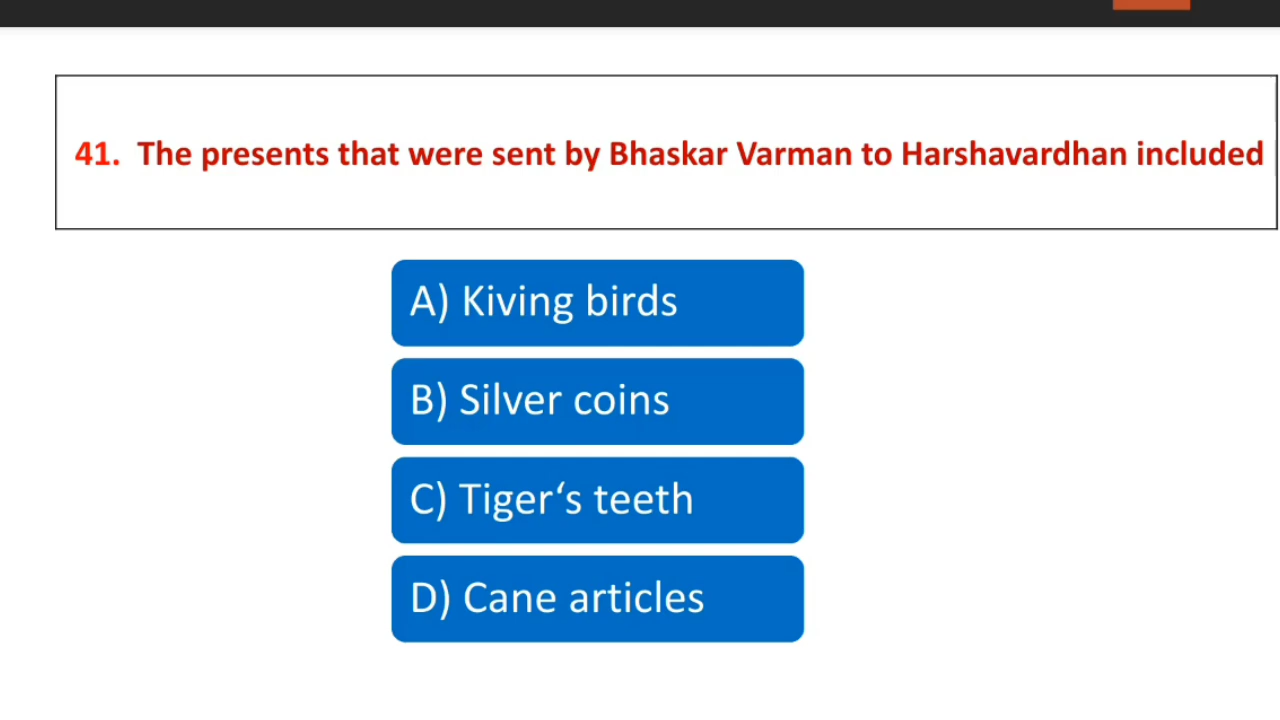 41. The presents that were sent by Bhaskar Varman to Harshavardhan included
A) Kiving birds
B) Silver coins
C) Tiger‘s teeth
D) Cane articles